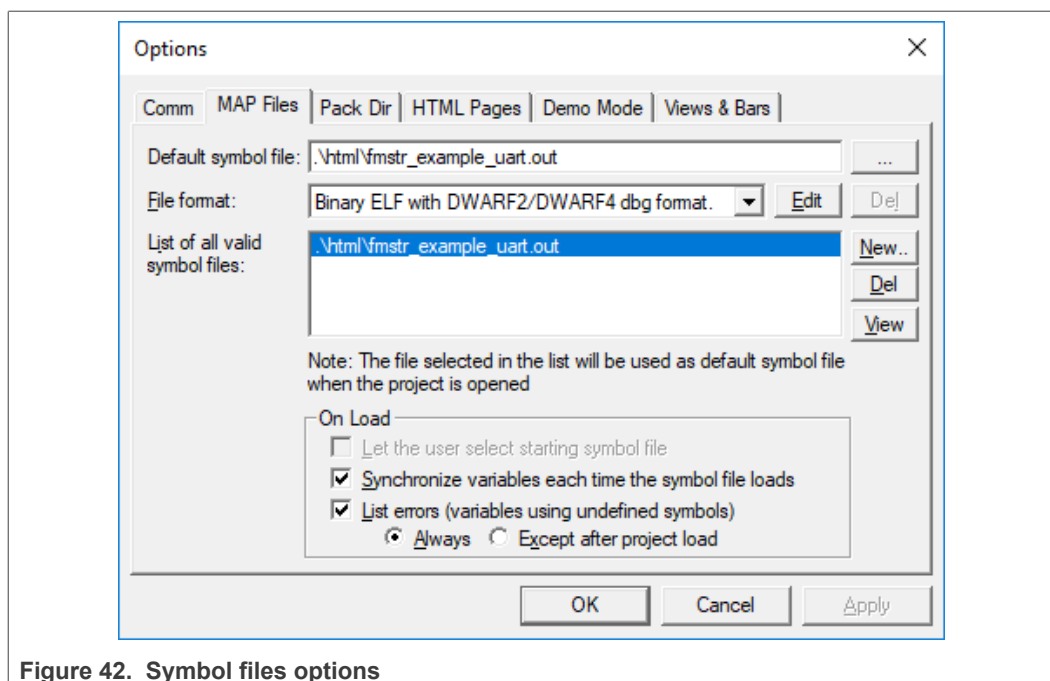 Options
Comm MAP Files Pack Dir HTML Pages Demo Mode Views & Bars
Default symbol file: .\html\fmstr_example_uart.out ...
File format: Binary ELF with DWARF2/DWARF4 dbg format. Edit Del
List of all valid
symbol files:
.\html\fmstr_example_uart.out
New..
Del
View
Note: The file selected in the list will be used as default symbol file
when the project is opened
On Load
Let the user select starting symbol file
Synchronize variables each time the symbol file loads
List errors (variables using undefined symbols)
Always Except after project load
OK Cancel Apply
Figure 42. Symbol files options